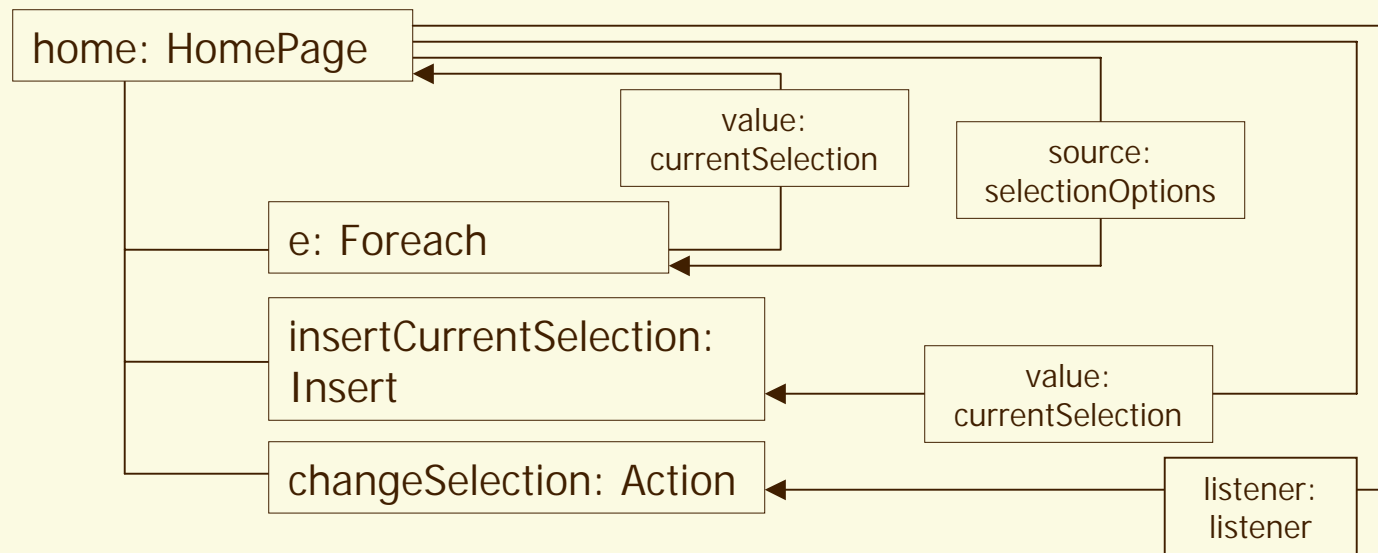 home: HomePage
value:
currentSelection
source:
selectionOptions
e: Foreach
insertCurrentSelection:
Insert
value:
currentSelection
changeSelection: Action
listener:
listener